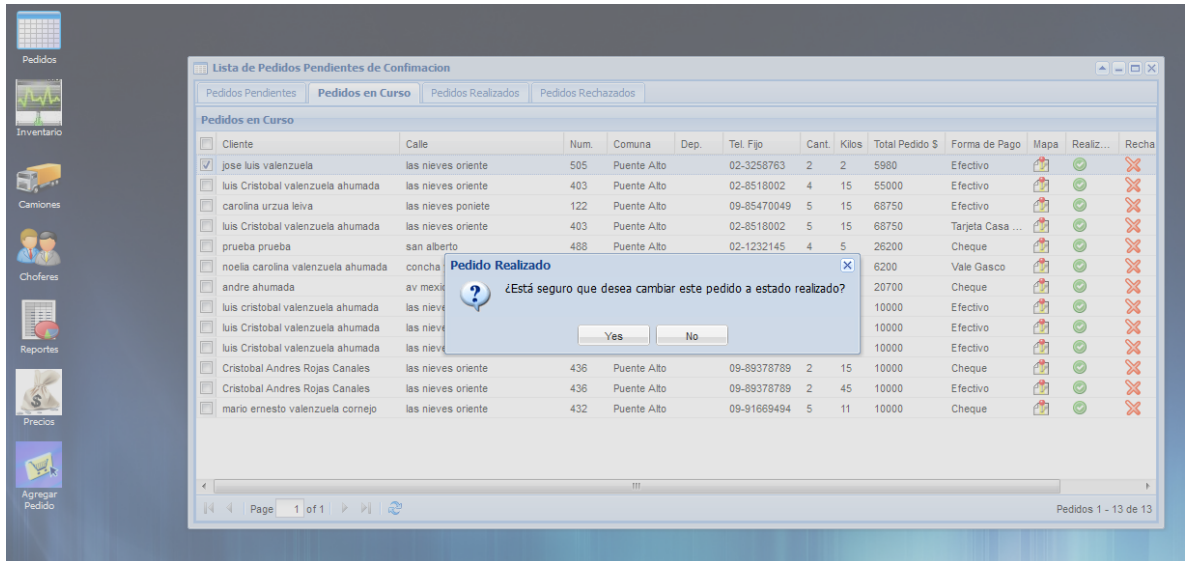 Pedidos
Inventario
Camiones
Choferes
Reportes
Precios
Agregar
Pedido
Lista de Pedidos Pendientes de Confimacion
Pedidos Pendientes Pedidos en Curso Pedidos Realizados Pedidos Rechazados
Pedidos en Curso
Cliente Calle Num. Comuna Dep. Tel. Fijo Cant. Kilos Total Pedido $ Forma de Pago Mapa Realiz... Recha
jose luis valenzuela las nieves oriente 505 Puente Alto 02-3258763 2 2 5980 Efectivo
luis Cristobal valenzuela ahumada las nieves oriente 403 Puente Alto 02-8518002 4 15 55000 Efectivo
carolina urzua leiva las nieves poniete 122 Puente Alto 09-85470049 5 15 68750 Efectivo
luis Cristobal valenzuela ahumada las nieves oriente 403 Puente Alto 02-8518002 5 15 68750 Tarjeta Casa ...
prueba prueba san alberto 488 Puente Alto 02-1232145 4 5 26200 Cheque
noelia carolina valenzuela ahumada concha 6200 Vale Gasco
andre ahumada av mexic 20700 Cheque
luis cristobal valenzuela ahumada las nieve 10000 Efectivo
luis Cristobal valenzuela ahumada las nieve 10000 Efectivo
luis Cristobal valenzuela ahumada las nieve 10000 Efectivo
Cristobal Andres Rojas Canales las nieves oriente 436 Puente Alto 09-89378789 2 15 10000 Cheque
Cristobal Andres Rojas Canales las nieves oriente 436 Puente Alto 09-89378789 2 45 10000 Efectivo
mario ernesto valenzuela cornejo las nieves oriente 432 Puente Alto 09-91669494 5 11 10000 Cheque
Pedido Realizado
¿Está seguro que desea cambiar este pedido a estado realizado?
Yes No
Page 1 of 1 Pedidos 1 - 13 de 13